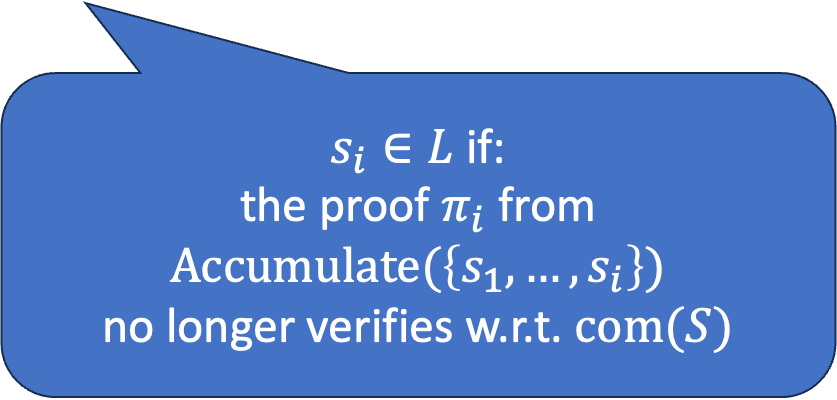 𝑠ᵢ ∈ 𝐿 if:
the proof 𝜋ᵢ from
Accumulate({𝑠₁, … , 𝑠ᵢ})
no longer verifies w.r.t. com(𝑆)